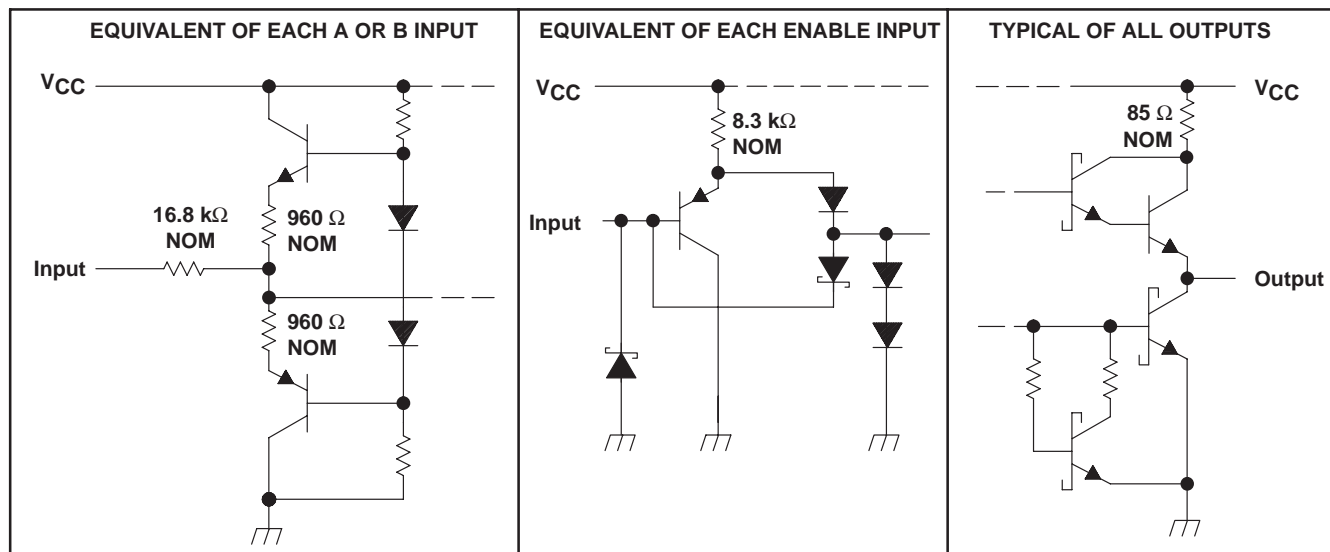 EQUIVALENT OF EACH A OR B INPUT
VCC
16.8 kΩ
NOM
960 Ω
NOM
Input
960 Ω
NOM
EQUIVALENT OF EACH ENABLE INPUT
VCC
8.3 kΩ
NOM
Input
TYPICAL OF ALL OUTPUTS
VCC
85 Ω
NOM
Output